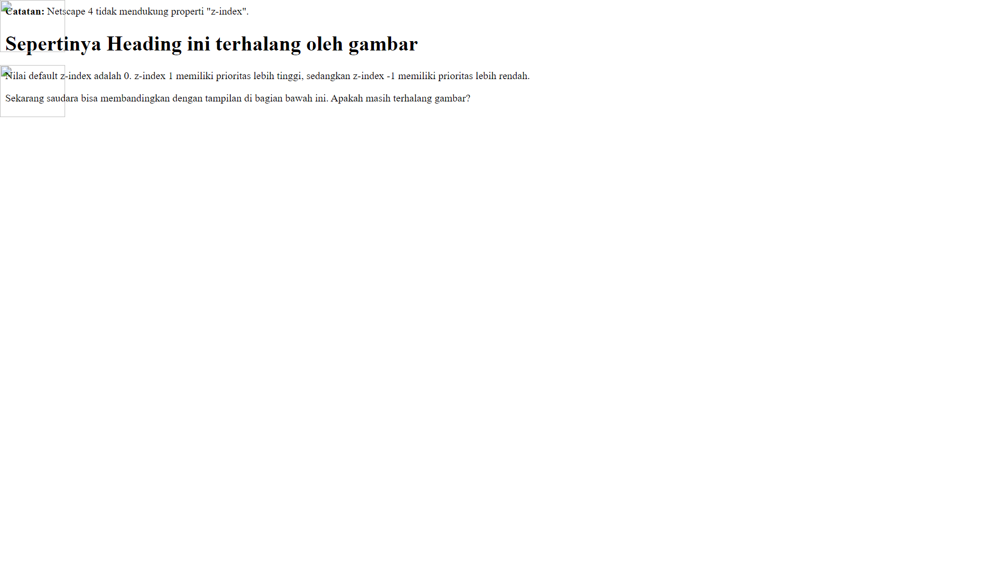 Catatan: Netscape 4 tidak mendukung properti "z-index".
Sepertinya Heading ini terhalang oleh gambar
Nilai default z-index adalah 0. z-index 1 memiliki prioritas lebih tinggi, sedangkan z-index -1 memiliki prioritas lebih rendah.
Sekarang saudara bisa membandingkan dengan tampilan di bagian bawah ini. Apakah masih terhalang gambar?